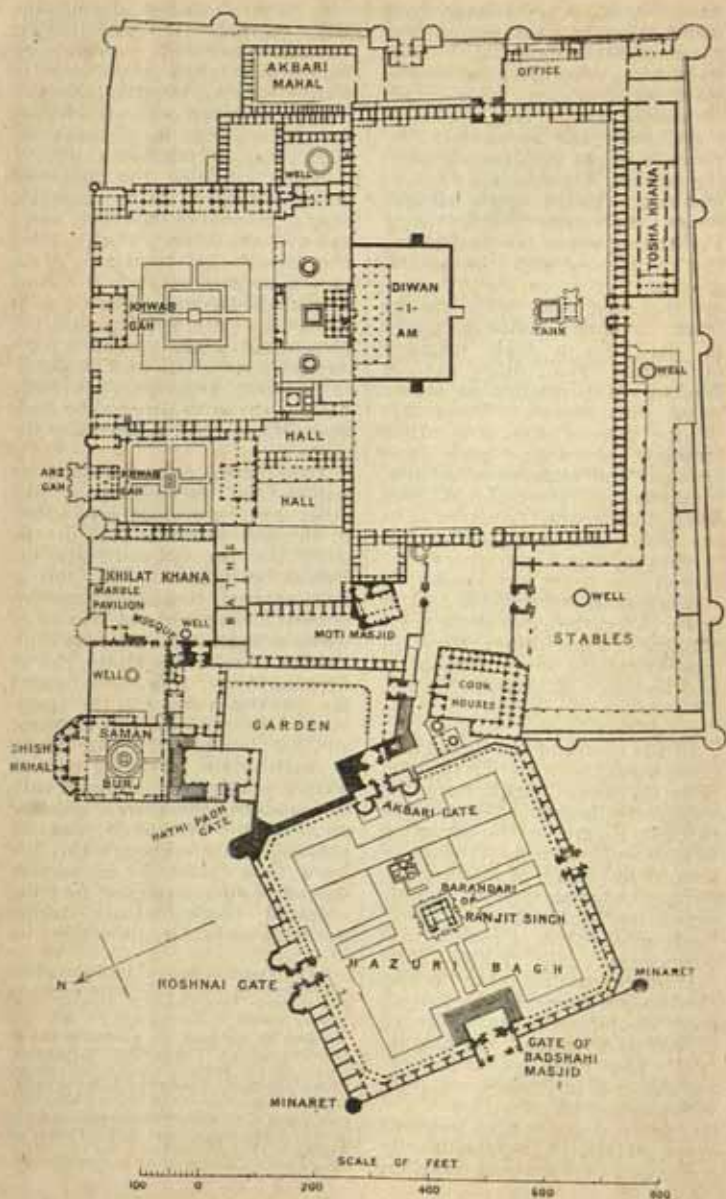 AKBARI
MAHAL
OFFICE
WELL
TOSHA KHANA
KHWAB
GAH
DIWAN
-I-
AM
TANK
WELL
HALL
ARZ
GAH
KHWAB
GAH
HALL
KHILAT KHANA
MARBLE
PAVILION
MOSQUE
WELL
MOTI MASJID
WELL
STABLES
WELL
COOK
HOUSES
GARDEN
SAMAN
BURJ
SHISH
MAHAL
HATHI PAON
GATE
AKBARI GATE
BARANDARI
OF
RANJIT SINGH
HAZURI BAGH
N
ROSHNAI GATE
MINARET
GATE OF
BADSHAHI
MASJID
MINARET
SCALE OF FEET
100 0 200 400 600 800